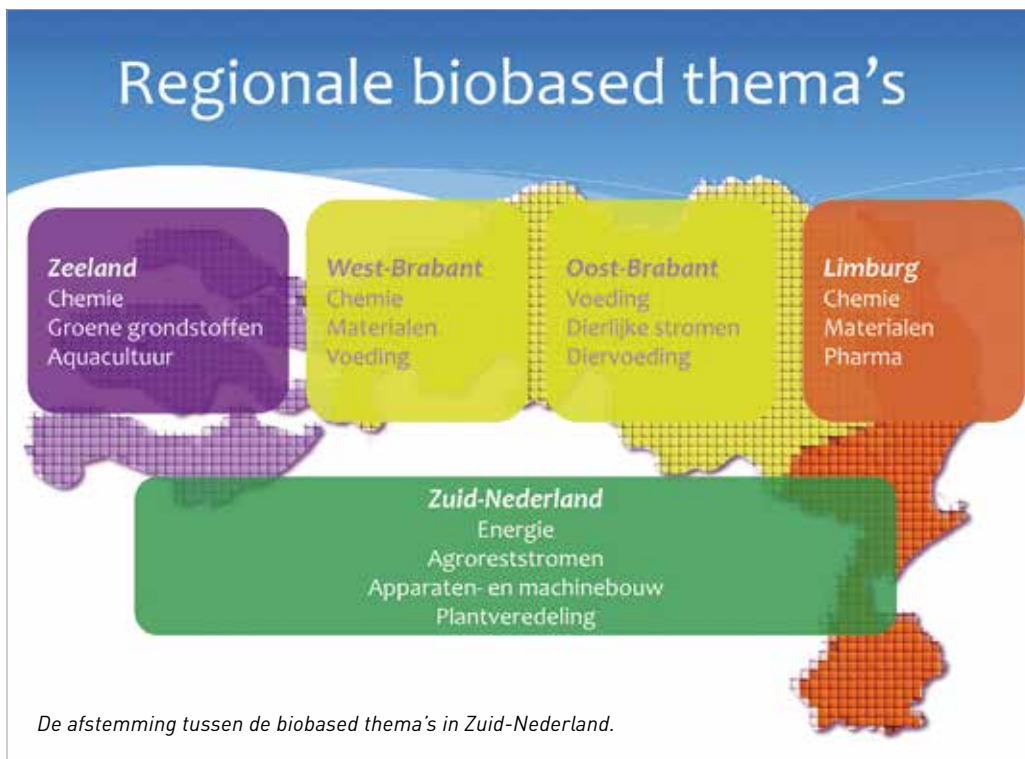 Regionale biobased thema's
Zeeland
Chemie
Groene grondstoffen
Aquacultuur
West-Brabant
Chemie
Materialen
Voeding
Oost-Brabant
Voeding
Dierlijke stromen
Diervoeding
Limburg
Chemie
Materialen
Pharma
Zuid-Nederland
Energie
Agroreststromen
Apparaten- en machinebouw
Plantveredeling
De afstemming tussen de biobased thema's in Zuid-Nederland.